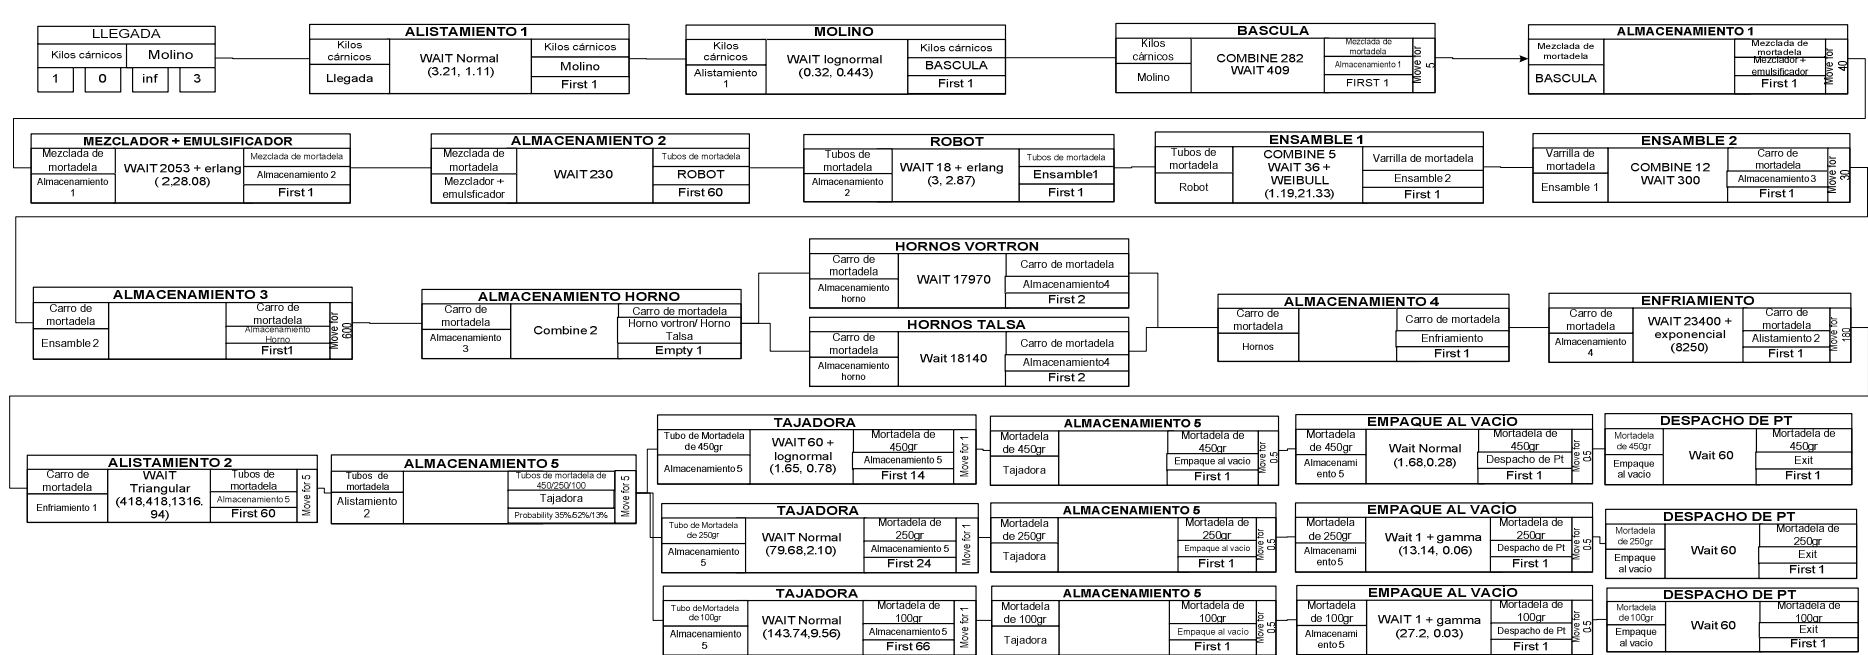 LLEGADA
Kilos cárnicos
Molino
1
0
inf
3
ALISTAMIENTO 1
Kilos
cárnicos
Llegada
WAIT Normal
(3.21, 1.11)
Kilos cárnicos
Molino
First 1
MOLINO
Kilos
cárnicos
Alistamiento
1
WAIT lognormal
(0.32, 0.443)
Kilos cárnicos
BASCULA
First 1
BASCULA
Kilos
cárnicos
Molino
COMBINE 282
WAIT 409
Mezclada de
mortadela
Almacenamiento 1
FIRST 1
Move for
5
ALMACENAMIENTO 1
Mezclada de
mortadela
BASCULA
Mezclada de
mortadela
Mezclador +
emulsificador
First 1
Move for
40
MEZCLADOR + EMULSIFICADOR
Mezclada de
mortadela
Almacenamiento
1
WAIT 2053 + erlang
( 2,28.08)
Mezclada de mortadela
Almacenamiento 2
First 1
ALMACENAMIENTO 2
Mezclada de
mortadela
Mezclador +
emulsficador
WAIT 230
Tubos de mortadela
ROBOT
First 60
ROBOT
Tubos de
mortadela
Almacenamiento
2
WAIT 18 + erlang
(3, 2.87)
Tubos de mortadela
Ensamble1
First 1
ENSAMBLE 1
Tubos de
mortadela
Robot
COMBINE 5
WAIT 36 +
WEIBULL
(1.19,21.33)
Varrilla de mortadela
Ensamble 2
First 1
ENSAMBLE 2
Varrilla de
mortadela
Ensamble 1
COMBINE 12
WAIT 300
Carro de
mortadela
Almacenamiento 3
First 1
Move for
30
ALMACENAMIENTO 3
Carro de
mortadela
Ensamble 2
Carro de
mortadela
Almacenamiento
Horno
First1
Move for
600
ALMACENAMIENTO HORNO
Carro de
mortadela
Almacenamiento
3
Combine 2
Carro de mortadela
Horno vortron/ Horno
Talsa
Empty 1
HORNOS VORTRON
Carro de
mortadela
Almacenamiento
horno
WAIT 17970
Carro de mortadela
Almacenamiento4
First 2
HORNOS TALSA
Carro de
mortadela
Almacenamiento
horno
Wait 18140
Carro de mortadela
Almacenamiento4
First 2
ALMACENAMIENTO 4
Carro de
mortadela
Hornos
Carro de mortadela
Enfriamiento
First 1
ENFRIAMIENTO
Carro de
mortadela
Almacenamiento
4
WAIT 23400 +
exponencial
(8250)
Carro de
mortadela
Alistamiento 2
First 1
Move for
180
ALISTAMIENTO 2
Carro de
mortadela
Enfriamiento 1
WAIT
Triangular
(418,418,1316.
94)
Tubos de
mortadela
Almacenamiento 5
First 60
Move for 5
ALMACENAMIENTO 5
Tubos de
mortadela
Alistamiento
2
Tubos de mortadela de
450/250/100
Tajadora
Probability 35%/52%/13%
Move for 5
TAJADORA
Tubo de Mortadela
de 450gr
Almacenamiento 5
WAIT 60 +
lognormal
(1.65, 0.78)
Mortadela de
450gr
Almacenamiento 5
First 14
Move for 1
ALMACENAMIENTO 5
Mortadela
de 450gr
Tajadora
Mortadela de
450gr
Empaque al vacio
First 1
Move for
0.5
EMPAQUE AL VACÍO
Mortadela
de 450gr
Almacenami
ento 5
Wait Normal
(1.68,0.28)
Mortadela de
450gr
Despacho de Pt
First 1
Move for
0.5
DESPACHO DE PT
Mortadela
de 450gr
Empaque
al vacio
Wait 60
Mortadela de
450gr
Exit
First 1
TAJADORA
Tubo de Mortadela
de 250gr
Almacenamiento
5
WAIT Normal
(79.68,2.10)
Mortadela de
250gr
Almacenamiento 5
First 24
Move for 1
ALMACENAMIENTO 5
Mortadela
de 250gr
Tajadora
Mortadela de
250gr
Empaque al vacio
First 1
Move for
0.5
EMPAQUE AL VACÍO
Mortadela
de 250gr
Almacenami
ento 5
Wait 1 + gamma
(13.14, 0.06)
Mortadela de
250gr
Despacho de Pt
First 1
Move for
0.5
DESPACHO DE PT
Mortadela
de 250gr
Empaque
al vacio
Wait 60
Mortadela de
250gr
Exit
First 1
TAJADORA
Tubo de Mortadela
de 100gr
Almacenamiento
5
WAIT Normal
(143.74,9.56)
Mortadela de
100gr
Almacenamiento 5
First 66
Move for 1
ALMACENAMIENTO 5
Mortadela
de 100gr
Tajadora
Mortadela de
100gr
Empaque al vacio
First 1
Move for
0.5
EMPAQUE AL VACÍO
Mortadela
de 100gr
Almacenami
ento 5
WAIT 1 + gamma
(27.2, 0.03)
Mortadela de
100gr
Despacho de Pt
First 1
Move for
0.5
DESPACHO DE PT
Mortadela
de 100gr
Empaque
al vacio
Wait 60
Mortadela de
100gr
Exit
First 1